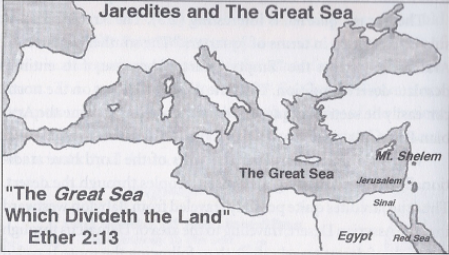 Jaredites and The Great Sea
Mt. Shelem
The Great Sea
Jerusalem
"The Great Sea
Which Divideth the Land"
Ether 2:13
Sinai
Egypt
Red Sea